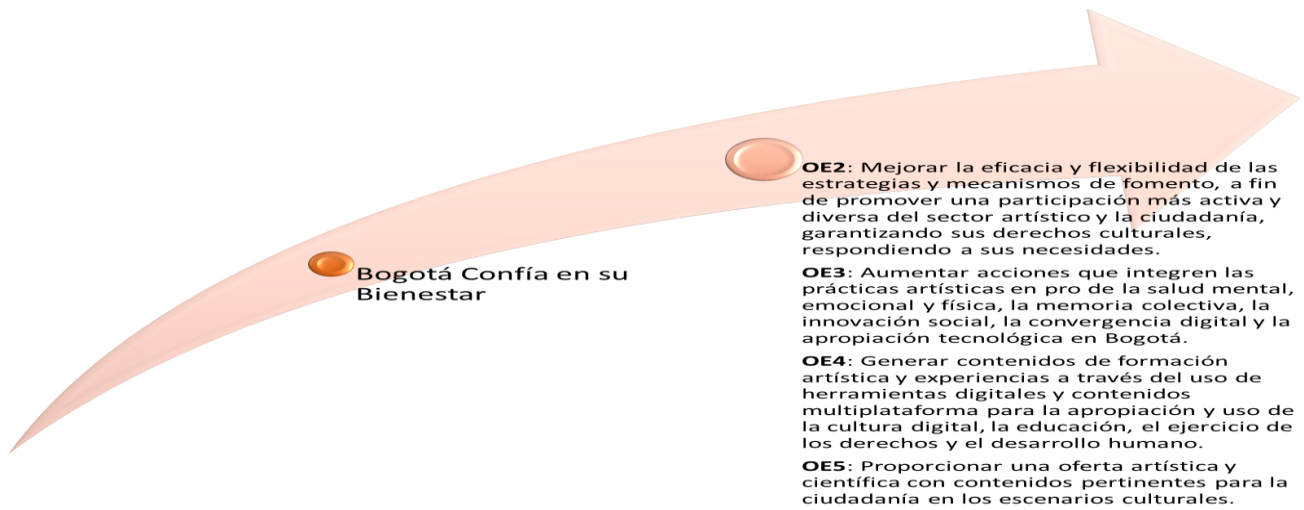 Bogotá Confía en su
Bienestar
OE2: Mejorar la eficacia y flexibilidad de las
estrategias y mecanismos de fomento, a fin
de promover una participación más activa y
diversa del sector artístico y la ciudadanía,
garantizando sus derechos culturales,
respondiendo a sus necesidades.
OE3: Aumentar acciones que integren las
prácticas artísticas en pro de la salud mental,
emocional y física, la memoria colectiva, la
innovación social, la convergencia digital y la
apropiación tecnológica en Bogotá.
OE4: Generar contenidos de formación
artística y experiencias a través del uso de
herramientas digitales y contenidos
multiplataforma para la apropiación y uso de
la cultura digital, la educación, el ejercicio de
los derechos y el desarrollo humano.
OE5: Proporcionar una oferta artística y
científica con contenidos pertinentes para la
ciudadanía en los escenarios culturales.